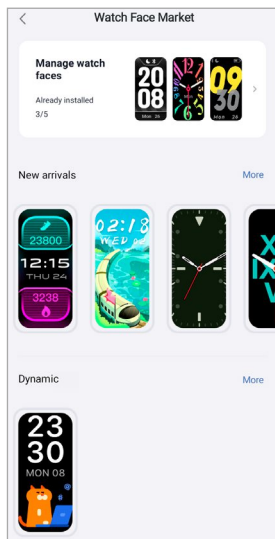 Watch Face Market
Manage watch
faces
Already installed
3/5
20
08
Mon 26
09
30
New arrivals
More
23800
12:15
THU 24
3238
02:18
WED
Dynamic
More
23
30
MON 08
@
#